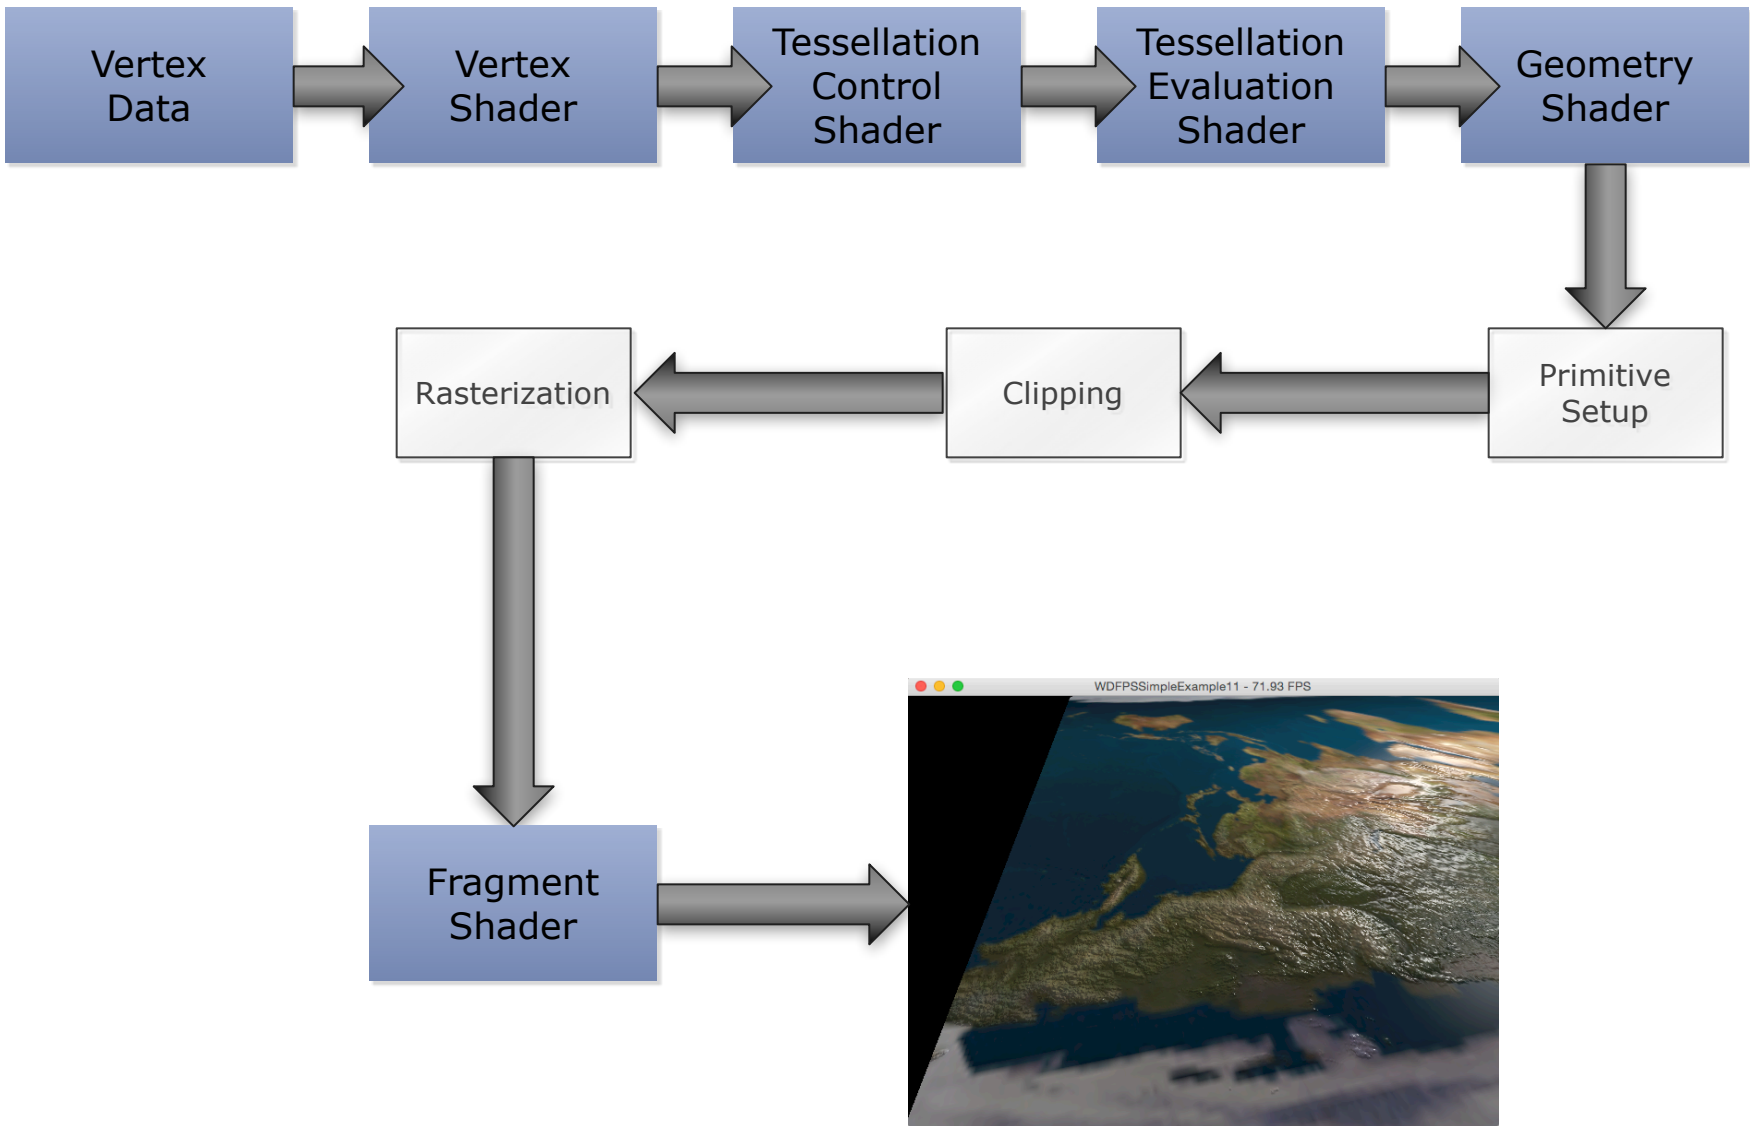 Vertex
Data
Vertex
Shader
Tessellation
Control
Shader
Tessellation
Evaluation
Shader
Geometry
Shader
Primitive
Setup
Clipping
Rasterization
Fragment
Shader
WDFPSSimpleExample11 - 71.93 FPS